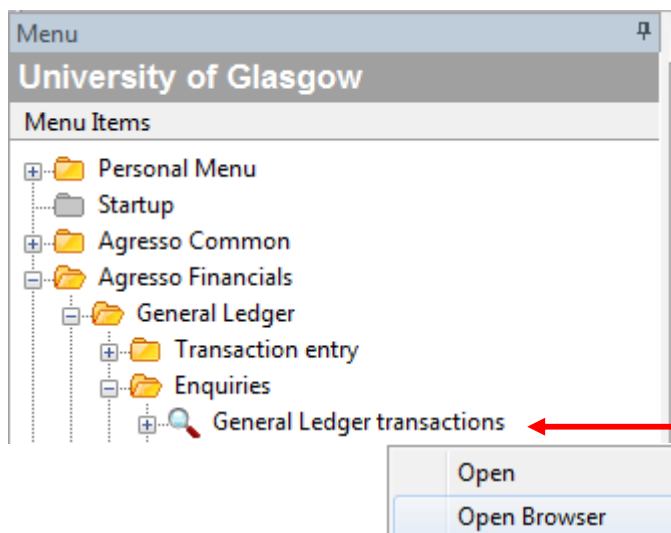 Menu
University of Glasgow
Menu Items
Personal Menu
Startup
Agresso Common
Agresso Financials
General Ledger
Transaction entry
Enquiries
General Ledger transactions
Open
Open Browser